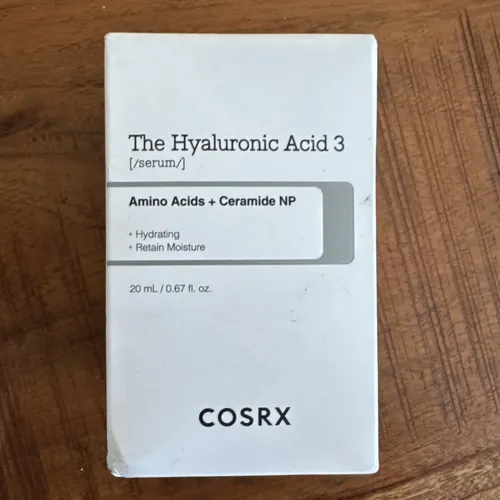 The Hyaluronic Acid 3
[/serum/]
Amino Acids + Ceramide NP
• Hydrating
• Retain Moisture
20 mL / 0.67 fl. oz.
COSRX